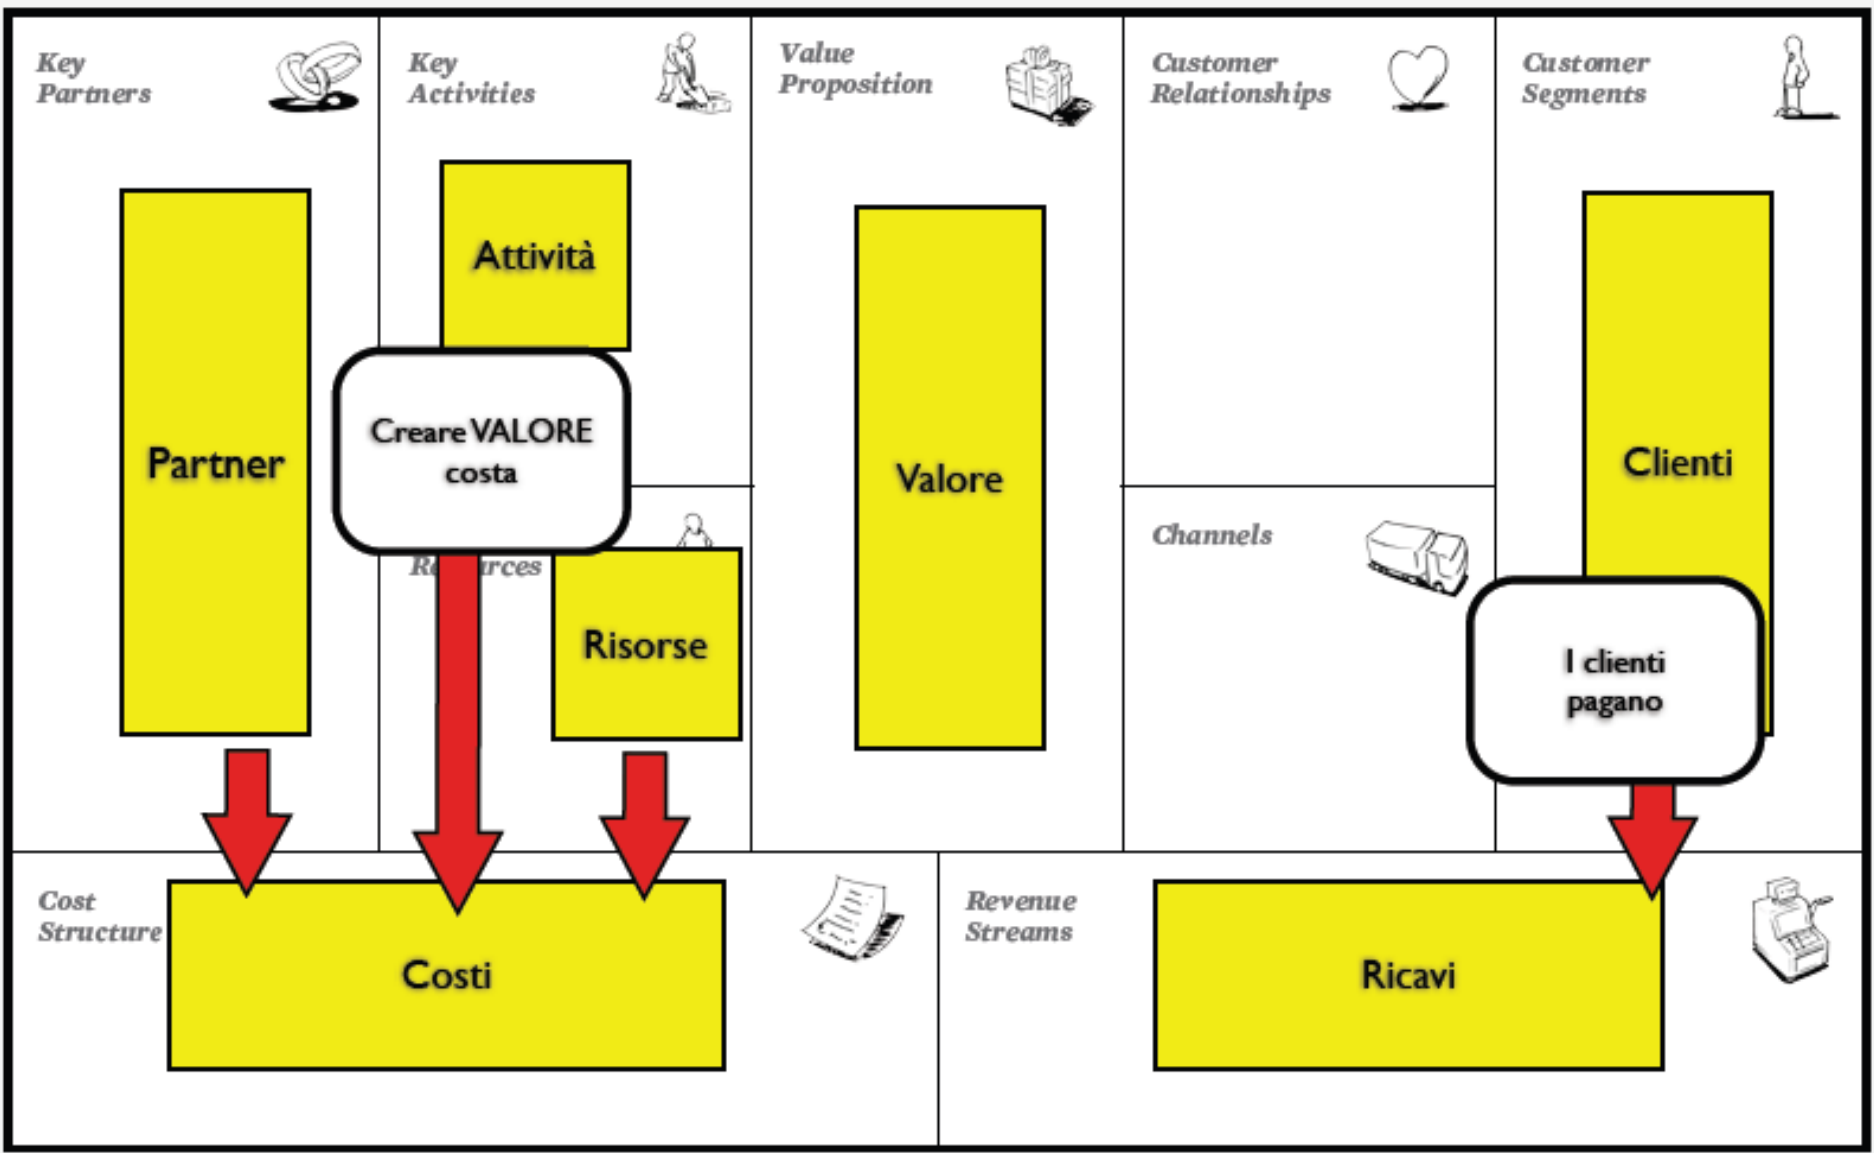 Key
Partners
Key
Activities
Value
Proposition
Customer
Relationships
Customer
Segments
Attività
Partner
Creare VALORE
costa
Valore
Clienti
Channels
Risorse
I clienti
pagano
Cost
Structure
Costi
Revenue
Streams
Ricavi